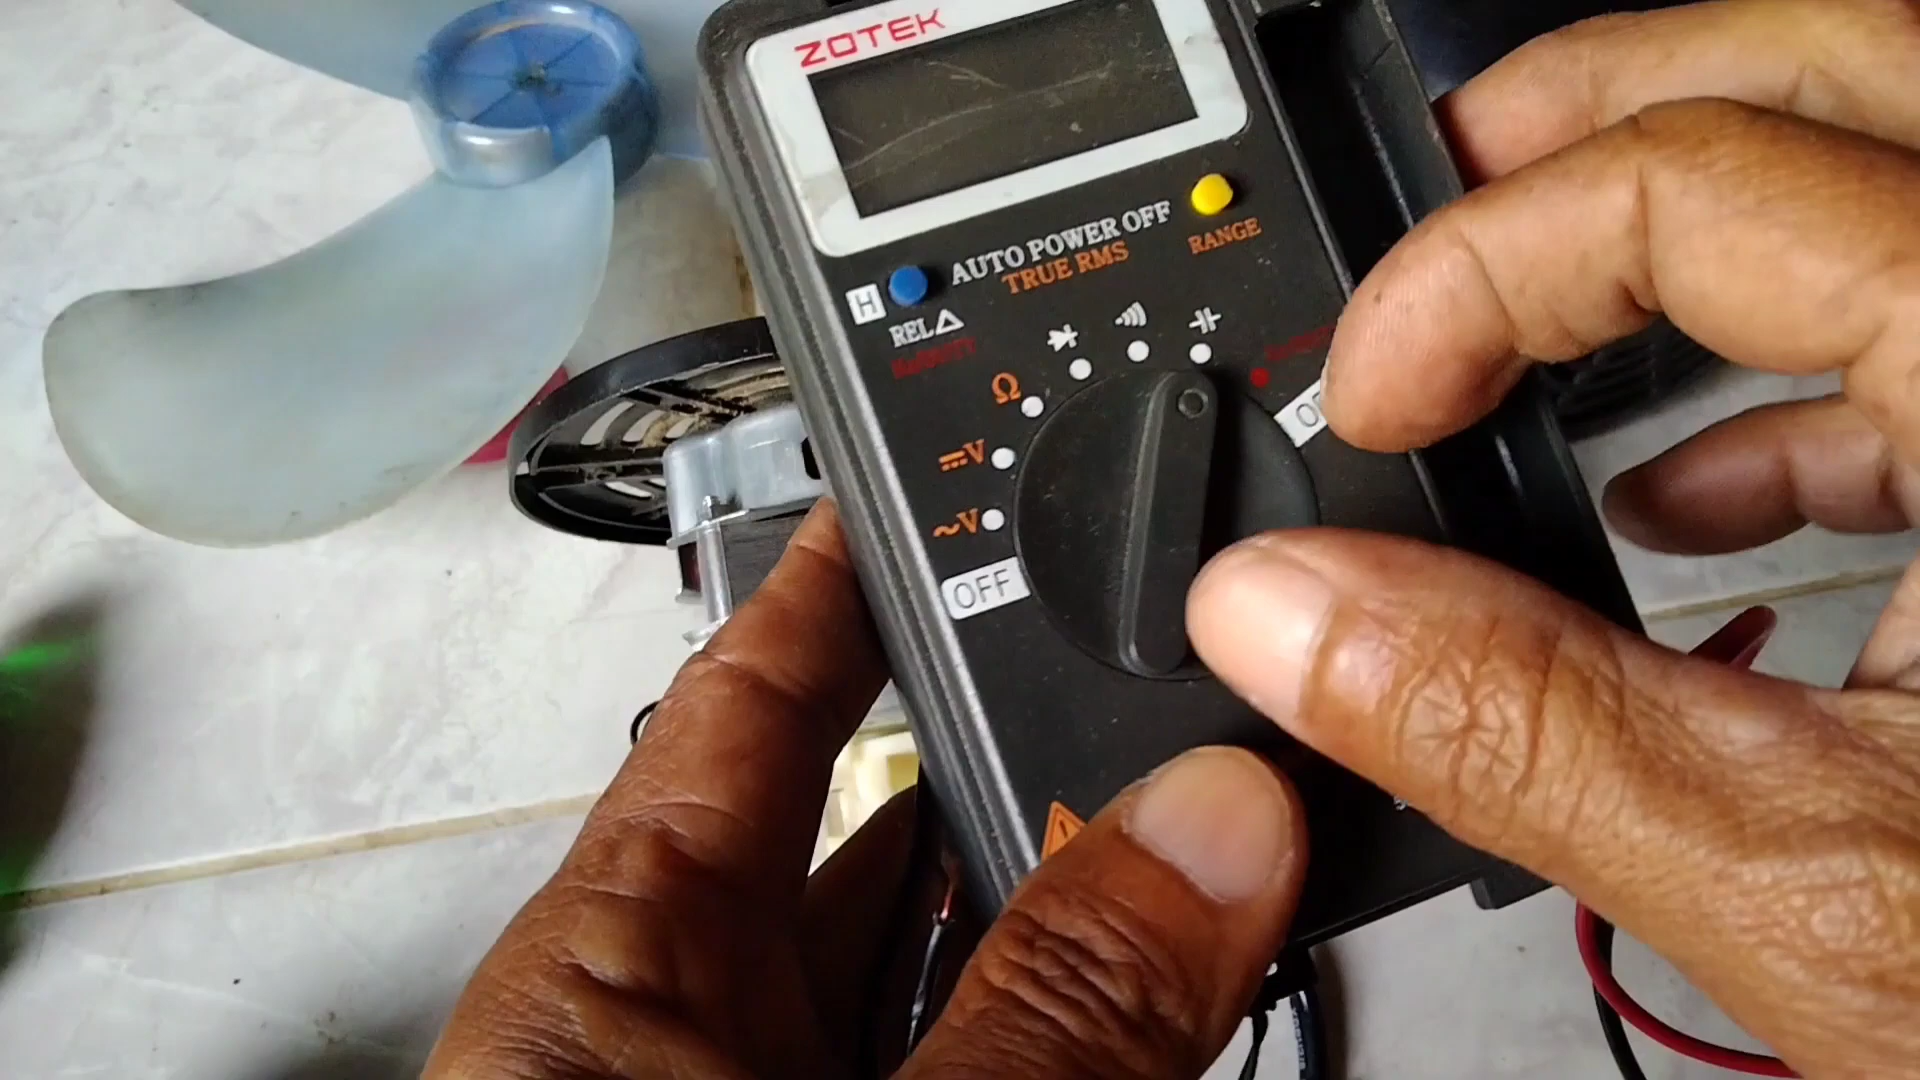 ZOTEK
AUTO POWER OFF
TRUE RMS
RANGE
H
REL△
Ω
V
~V
OFF